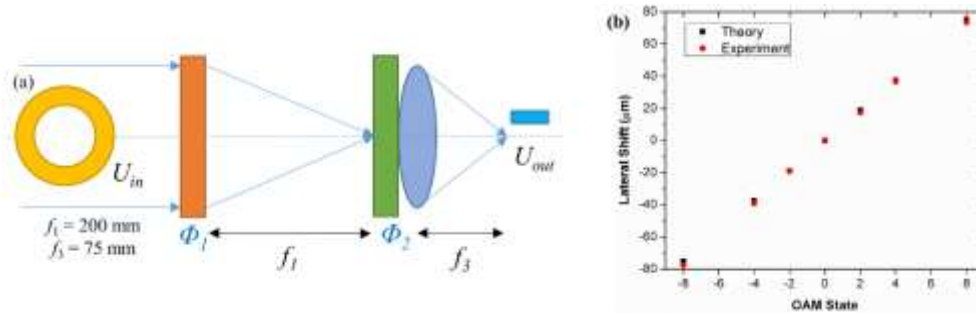 (a)
U_in
U_out
f_1 = 200 mm
f_3 = 75 mm
Φ_1
Φ_2
f_1
f_3
(b)
Theory
Experiment
Lateral Shift (μm)
80
60
40
20
0
-20
-40
-60
-80
-8 -6 -4 -2 0 2 4 6 8
OAM State